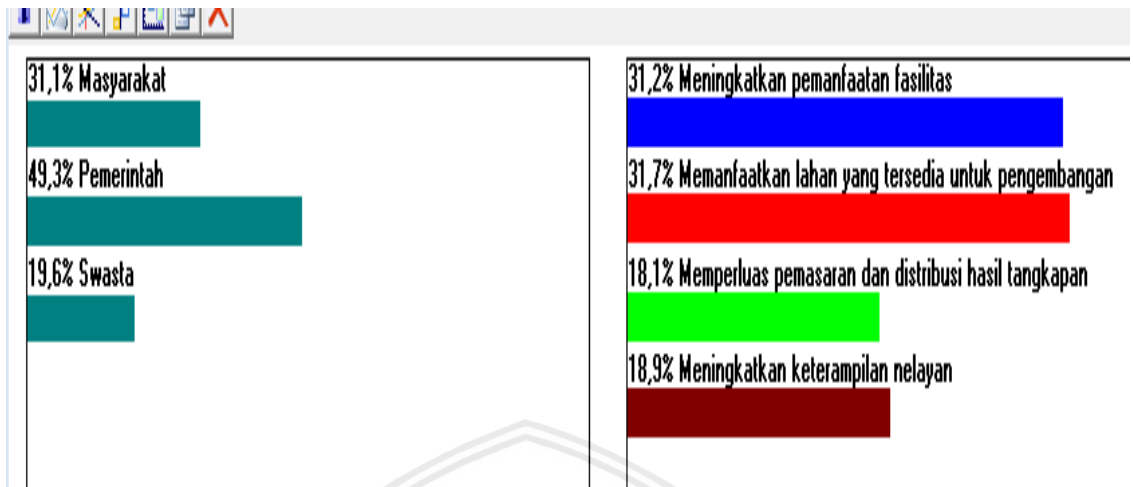 31,1% Masyarakat
49,3% Pemerintah
19,6% Swasta
31,2% Meningkatkan pemanfaatan fasilitas
31,7% Memanfaatkan lahan yang tersedia untuk pengembangan
18,1% Memperluas pemasaran dan distribusi hasil tangkapan
18,9% Meningkatkan keterampilan nelayan